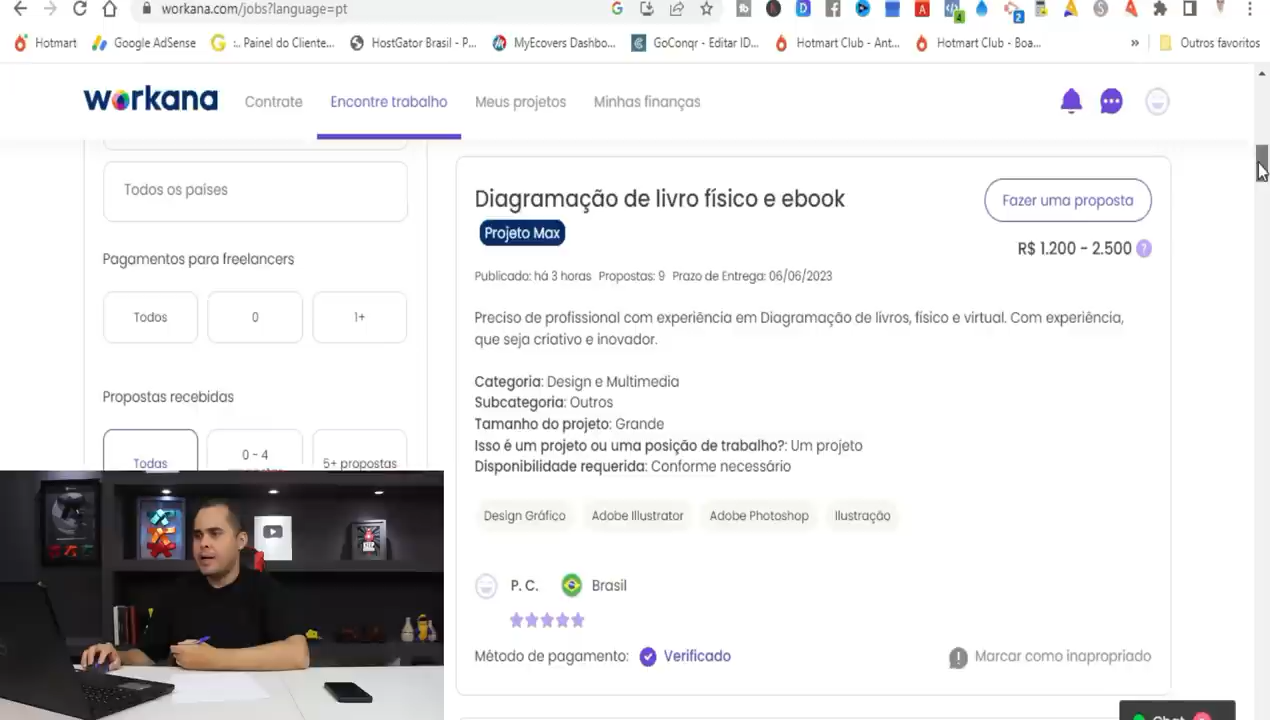 workana.com/jobs?language=pt
Hotmart
Google AdSense
:. Painel do Cliente...
HostGator Brasil - P...
MyEcovers Dashbo...
GoConqr - Editar ID...
Hotmart Club - Ant...
Hotmart Club - Boa...
»
Outros favoritos
workana
Contrate
Encontre trabalho
Meus projetos
Minhas finanças
Todos os países
Pagamentos para freelancers
Todos
0
1+
Propostas recebidas
Todas
0 - 4
5+ propostas
Diagramação de livro físico e ebook
Projeto Max
Fazer uma proposta
R$ 1.200 - 2.500 ?
Publicado: há 3 horas Propostas: 9 Prazo de Entrega: 06/06/2023
Preciso de profissional com experiência em Diagramação de livros, físico e virtual. Com experiência,
que seja criativo e inovador.
Categoria: Design e Multimedia
Subcategoria: Outros
Tamanho do projeto: Grande
Isso é um projeto ou uma posição de trabalho?: Um projeto
Disponibilidade requerida: Conforme necessário
Design Gráfico
Adobe Illustrator
Adobe Photoshop
Ilustração
P. C.
Brasil
Método de pagamento: Verificado
Marcar como inapropriado
Chat